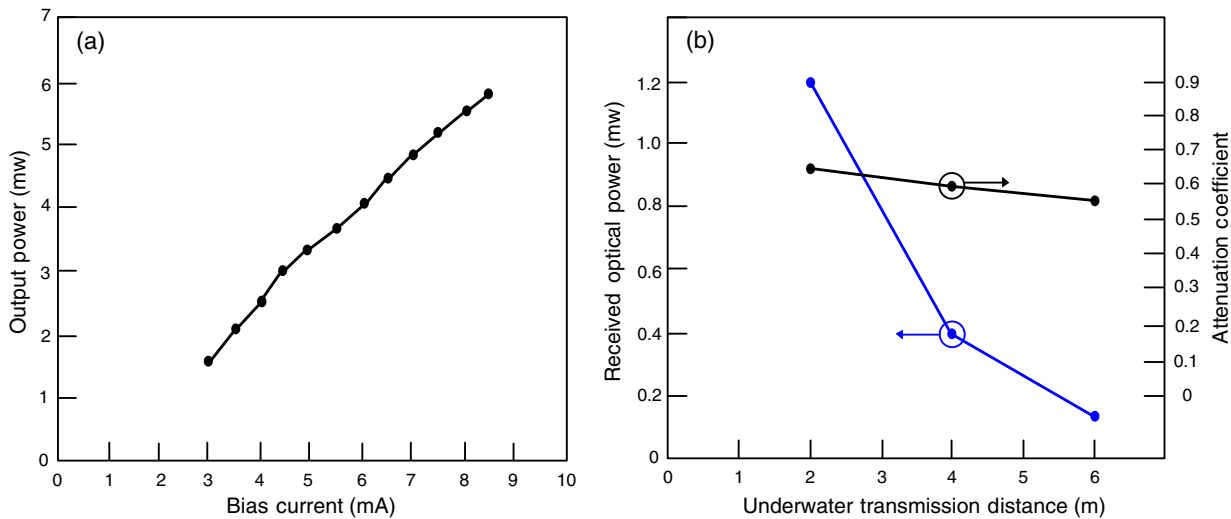 (a)
Output power (mw)
7
6
5
4
3
2
1
0
0 1 2 3 4 5 6 7 8 9 10
Bias current (mA)
(b)
Received optical power (mw)
1.2
1.0
0.8
0.6
0.4
0.2
0
0 1 2 3 4 5 6
Underwater transmission distance (m)
0.9
0.8
0.7
0.6
0.5
0.4
0.3
0.2
0.1
0
Attenuation coefficient